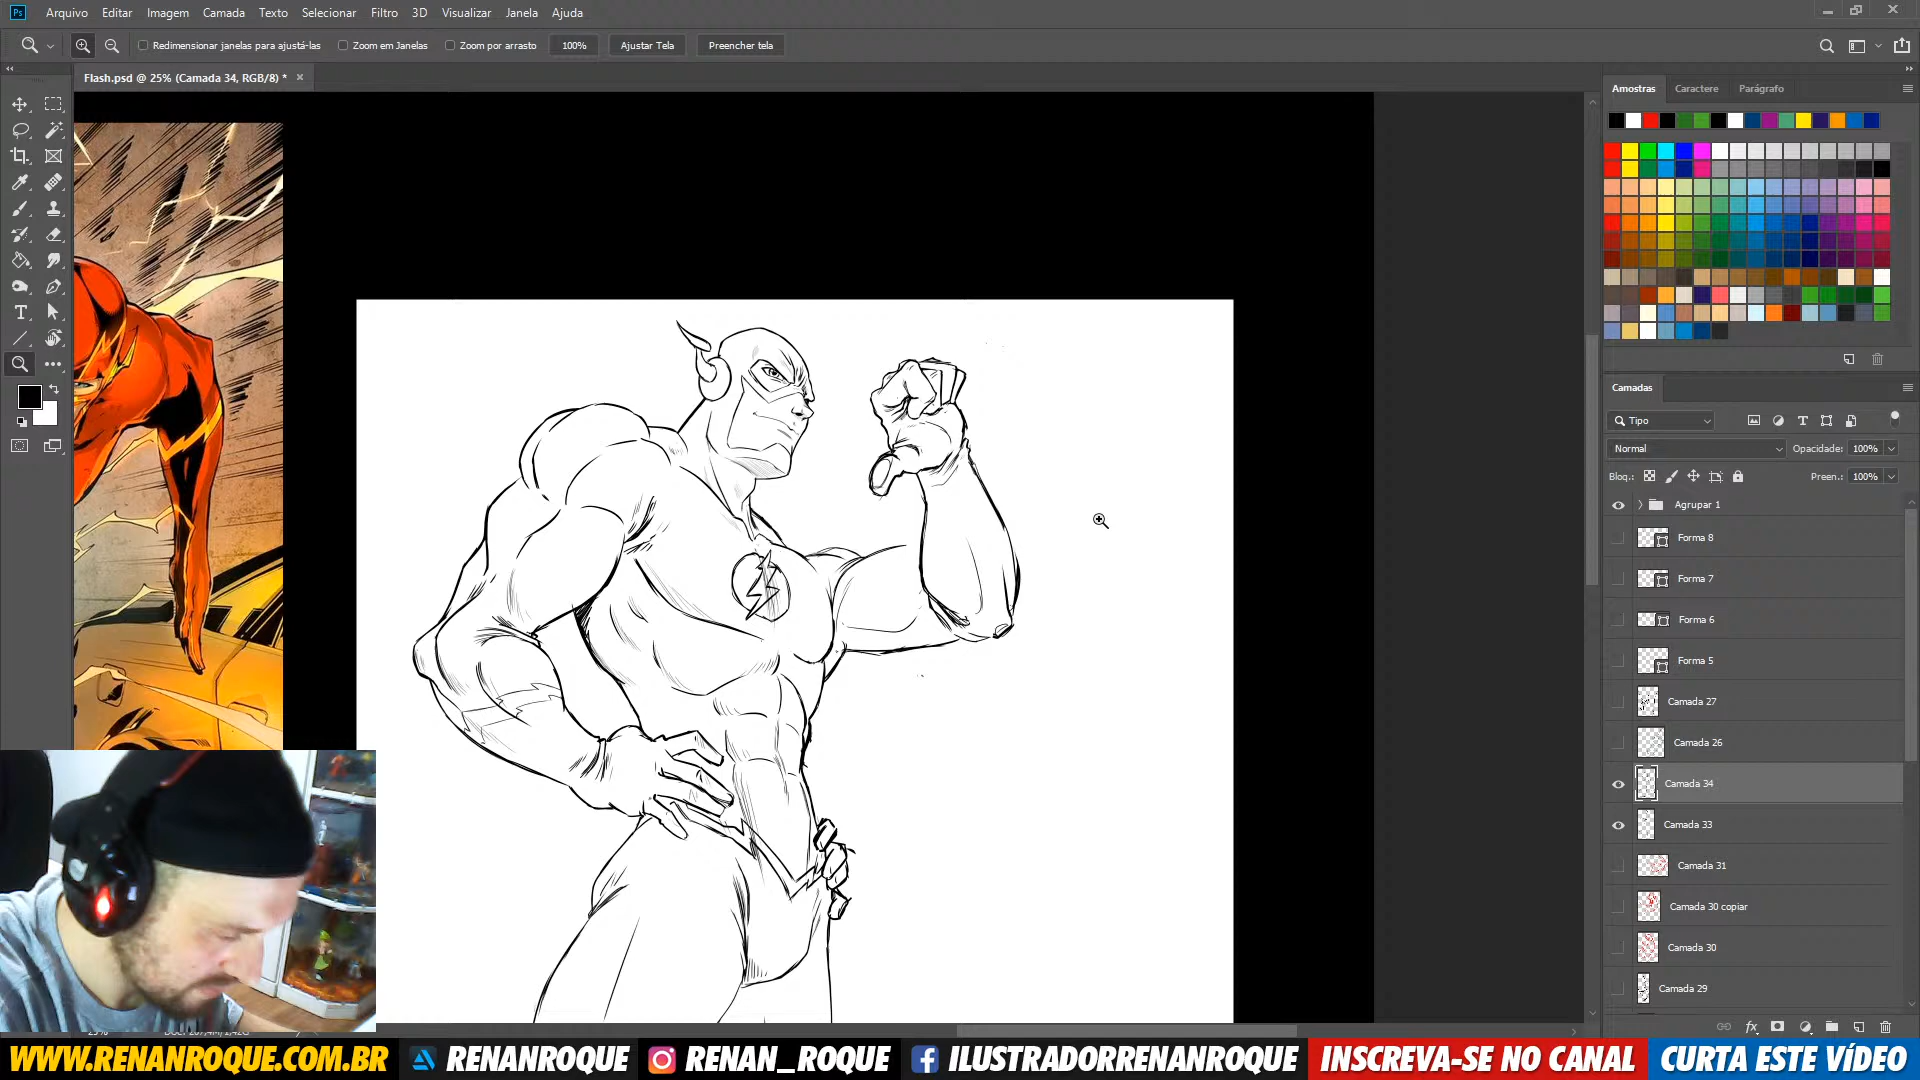 Ps Arquivo Editar Imagem Camada Texto Selecionar Filtro 3D Visualizar Janela Ajuda
Redimensionar janelas para ajustá-las Zoom em Janelas Zoom por arrasto 100% Ajustar Tela Preencher tela
Flash.psd @ 25% (Camada 34, RGB/8) *
Amostras Caractere Parágrafo
Camadas
Tipo
Normal Opacidade: 100%
Bloq.: Preen.: 100%
Agrupar 1
Forma 8
Forma 7
Forma 6
Forma 5
Camada 27
Camada 26
Camada 34
Camada 33
Camada 31
Camada 30 copiar
Camada 30
Camada 29
WWW.RENANROQUE.COM.BR RENANROQUE RENAN_ROQUE ILUSTRADORRENANROQUE INSCREVA-SE NO CANAL CURTA ESTE VÍDEO